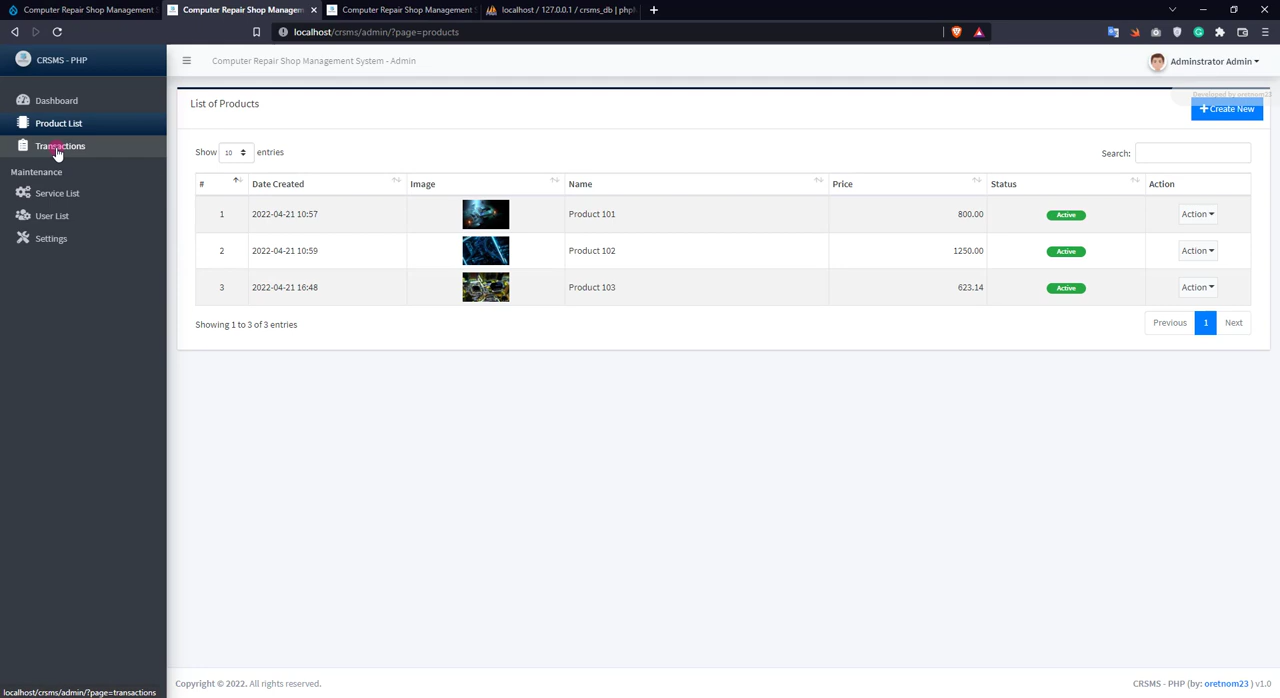 Computer Repair Shop Management S
Computer Repair Shop Managem
Computer Repair Shop Management S
localhost / 127.0.0.1 / crsms_db | phpM
localhost/crsms/admin/?page=products
CRSMS - PHP
Computer Repair Shop Management System - Admin
Adminstrator Admin
Dashboard
Product List
Transactions
Maintenance
Service List
User List
Settings
List of Products
Developed by oretnom23
Create New
Show 10 entries
Search:
# Date Created Image Name Price Status Action
1 2022-04-21 10:57 Product 101 800.00 Active Action
2 2022-04-21 10:59 Product 102 1250.00 Active Action
3 2022-04-21 16:48 Product 103 623.14 Active Action
Showing 1 to 3 of 3 entries
Previous 1 Next
Copyright © 2022. All rights reserved.
CRSMS - PHP (by: oretnom23 ) v1.0
localhost/crsms/admin/?page=transactions